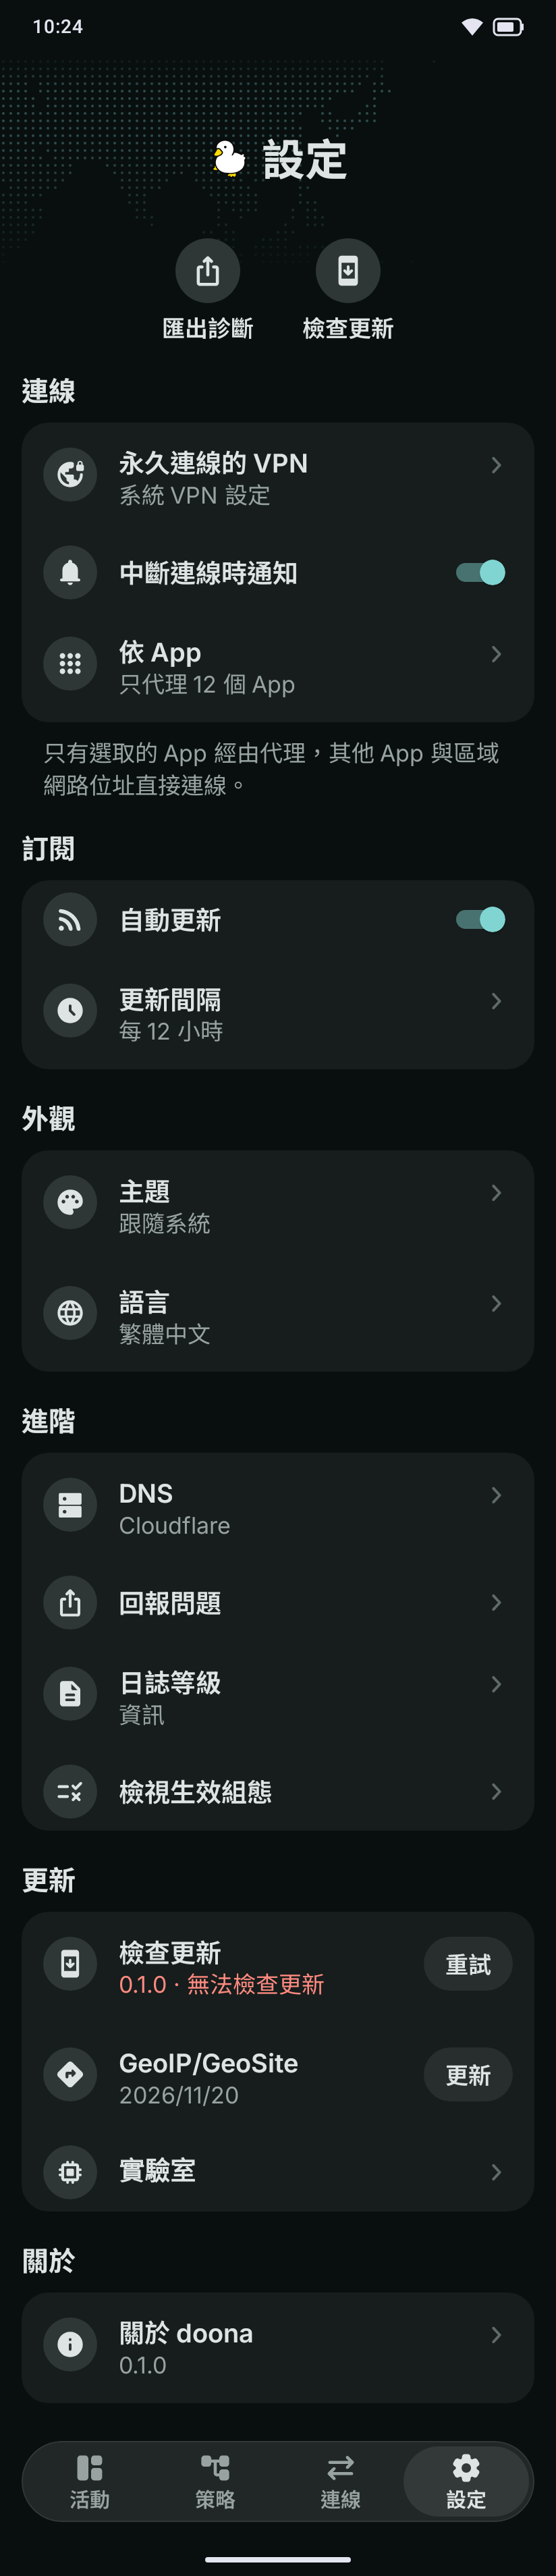 10:24
設定
匯出診斷
檢查更新
連線
永久連線的 VPN
系統 VPN 設定
中斷連線時通知
依 App
只代理 12 個 App
只有選取的 App 經由代理，其他 App 與區域
網路位址直接連線。
訂閱
自動更新
更新間隔
每 12 小時
外觀
主題
跟隨系統
語言
繁體中文
進階
DNS
Cloudflare
回報問題
日誌等級
資訊
檢視生效組態
更新
檢查更新
0.1.0 · 無法檢查更新
重試
GeoIP/GeoSite
2026/11/20
更新
實驗室
關於
關於 doona
0.1.0
活動
策略
連線
設定